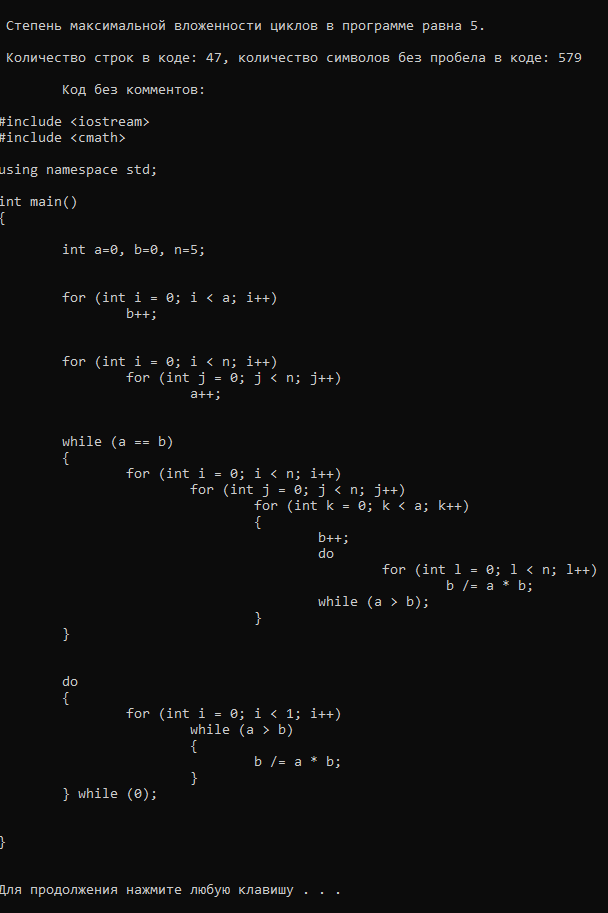 Степень максимальной вложенности циклов в программе равна 5.
Количество строк в коде: 47, количество символов без пробела в коде: 579
Код без комментов:
#include <iostream>
#include <cmath>
using namespace std;
int main()
{
int a=0, b=0, n=5;
for (int i = 0; i < a; i++)
b++;
for (int i = 0; i < n; i++)
for (int j = 0; j < n; j++)
a++;
while (a == b)
{
for (int i = 0; i < n; i++)
for (int j = 0; j < n; j++)
for (int k = 0; k < a; k++)
{
b++;
do
for (int l = 0; l < n; l++)
b /= a * b;
while (a > b);
}
}
do
{
for (int i = 0; i < 1; i++)
while (a > b)
{
b /= a * b;
}
} while (0);
}
Для продолжения нажмите любую клавишу . . .